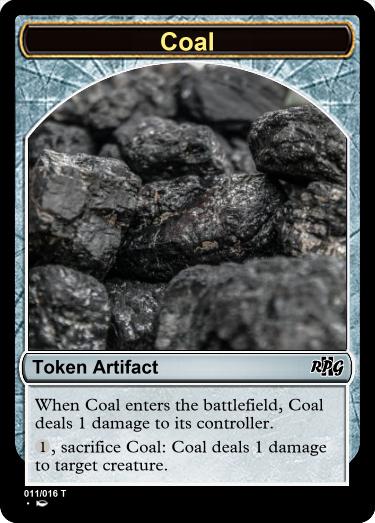 Coal
Token Artifact
RPG
When Coal enters the battlefield, Coal
deals 1 damage to its controller.
1, sacrifice Coal: Coal deals 1 damage
to target creature.
011/016 T